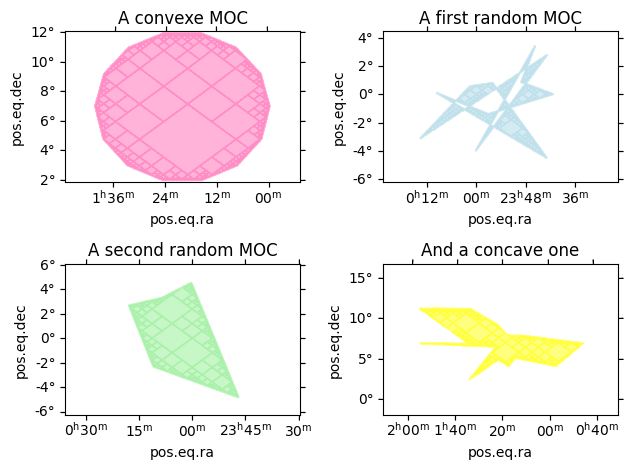 A convexe MOC
A first random MOC
12°
10°
8°
6°
4°
2°
pos.eq.dec
1ʰ36ᵐ 24ᵐ 12ᵐ 00ᵐ
pos.eq.ra
4°
2°
0°
-2°
-4°
-6°
pos.eq.dec
0ʰ12ᵐ 00ᵐ 23ʰ48ᵐ 36ᵐ
pos.eq.ra
A second random MOC
And a concave one
6°
4°
2°
0°
-2°
-4°
-6°
pos.eq.dec
0ʰ30ᵐ 15ᵐ 00ᵐ 23ʰ45ᵐ 30ᵐ
pos.eq.ra
15°
10°
5°
0°
pos.eq.dec
2ʰ00ᵐ 1ʰ40ᵐ 20ᵐ 00ᵐ 0ʰ40ᵐ
pos.eq.ra